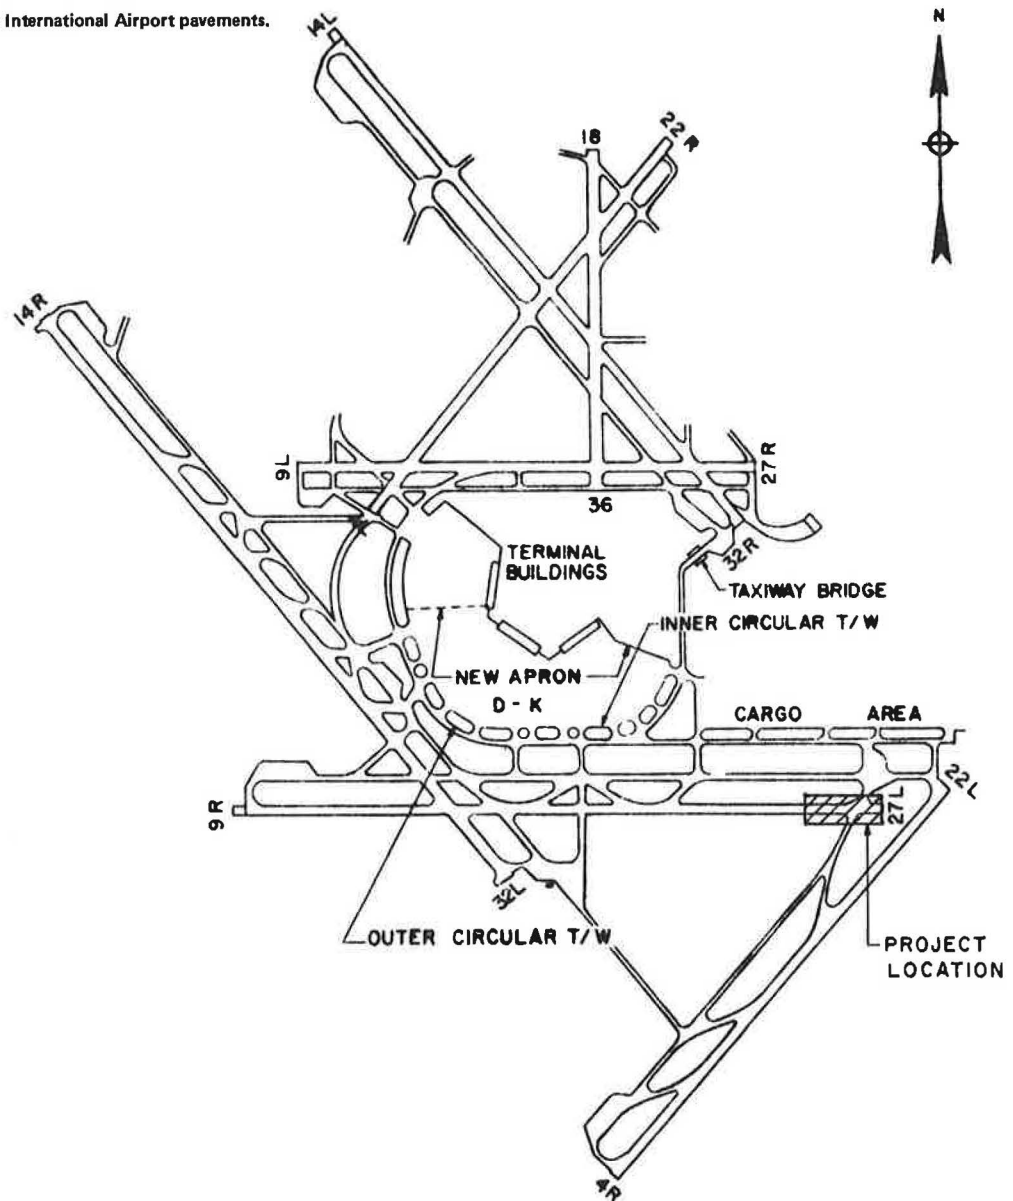 International Airport pavements.
14L
N
18
22R
14R
9L
27R
36
TERMINAL
BUILDINGS
32R
TAXIWAY BRIDGE
INNER CIRCULAR T/W
NEW APRON
D - K
CARGO AREA
22L
27L
9R
32L
OUTER CIRCULAR T/W
PROJECT
LOCATION
4R